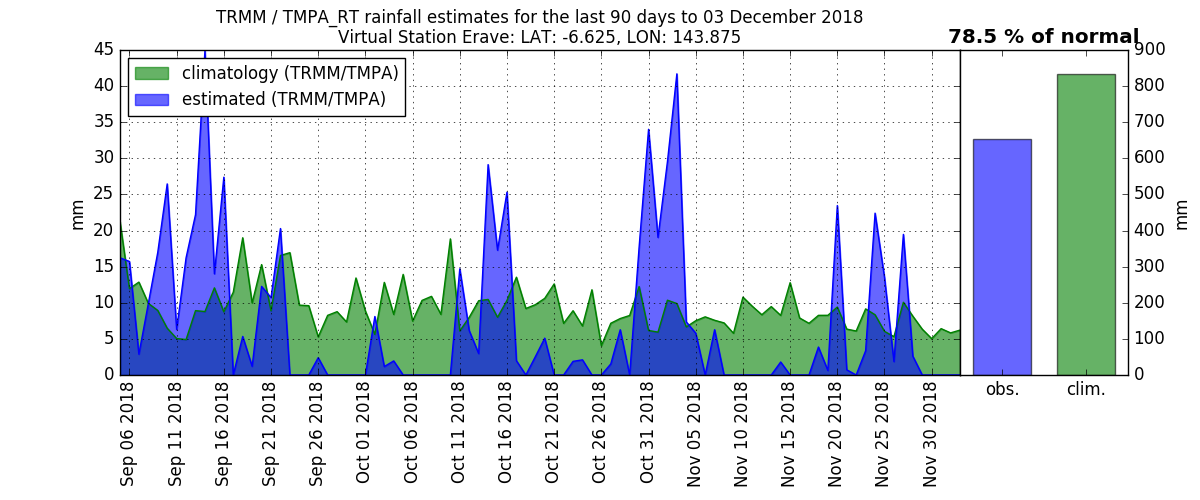 TRMM / TMPA_RT rainfall estimates for the last 90 days to 03 December 2018
Virtual Station Erave: LAT: -6.625, LON: 143.875
78.5 % of normal
climatology (TRMM/TMPA)
estimated (TRMM/TMPA)
45
40
35
30
25
20
15
10
5
0
mm
Sep 06 2018
Sep 11 2018
Sep 16 2018
Sep 21 2018
Sep 26 2018
Oct 01 2018
Oct 06 2018
Oct 11 2018
Oct 16 2018
Oct 21 2018
Oct 26 2018
Oct 31 2018
Nov 05 2018
Nov 10 2018
Nov 15 2018
Nov 20 2018
Nov 25 2018
Nov 30 2018
obs.
clim.
900
800
700
600
500
400
300
200
100
0
mm